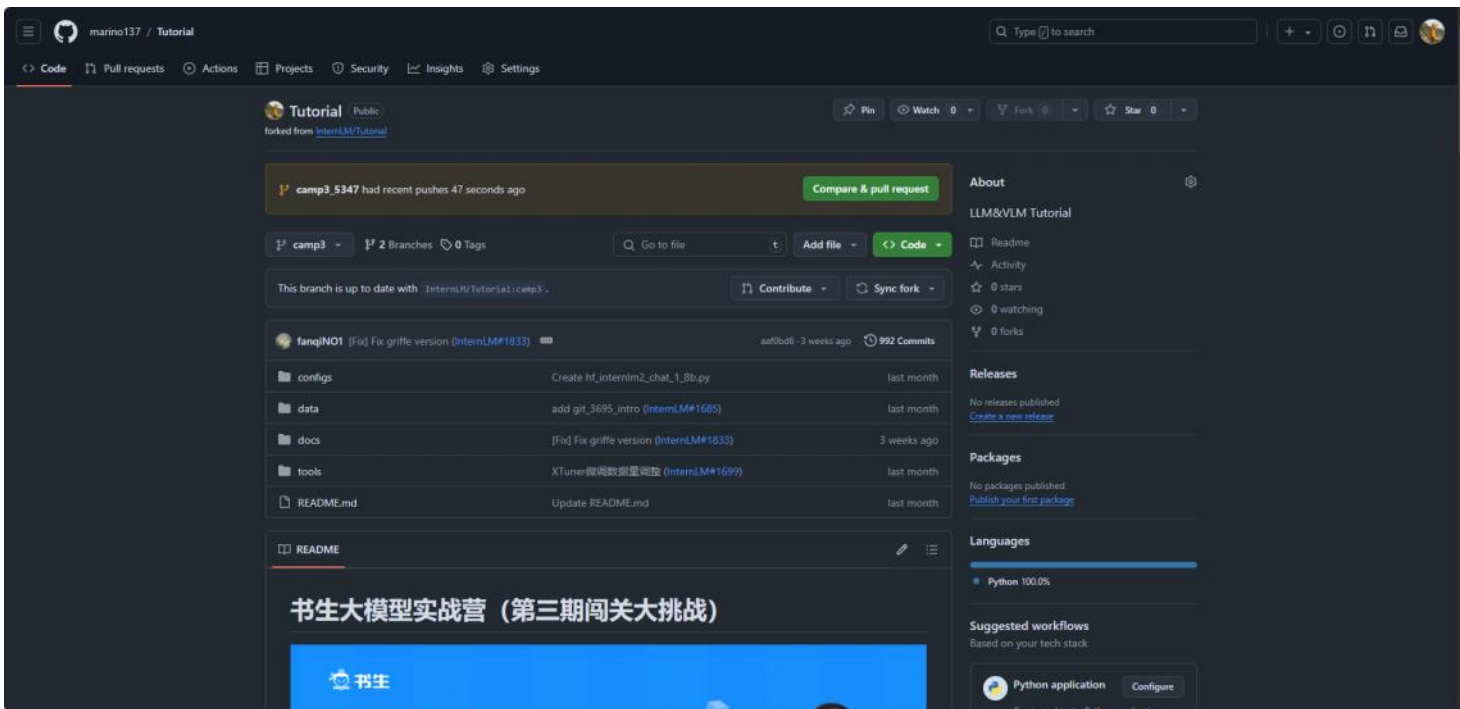 marino137 / Tutorial
Type / to search
Code Pull requests Actions Projects Security Insights Settings
Tutorial Public
Pin Watch 0 Fork 0 Star 0
forked from InternLM/Tutorial
camp3_5347 had recent pushes 47 seconds ago
Compare & pull request
camp3 2 Branches 0 Tags
Go to file t
Add file
Code
This branch is up to date with InternLM/Tutorial:camp3 .
Contribute
Sync fork
fanqiNO1 [Fix] Fix griffe version (InternLM#1833)
aaf0bd6 · 3 weeks ago 992 Commits
configs Create hf_internlm2_chat_1_8b.py last month
data add git_3695_intro (InternLM#1685) last month
docs [Fix] Fix griffe version (InternLM#1833) 3 weeks ago
tools XTuner微调数据量调整 (InternLM#1699) last month
README.md Update README.md last month
README
书生大模型实战营（第三期闯关大挑战）
书生
About
LLM&VLM Tutorial
Readme
Activity
0 stars
0 watching
0 forks
Releases
No releases published
Create a new release
Packages
No packages published
Publish your first package
Languages
Python 100.0%
Suggested workflows
Based on your tech stack
Python application
Configure